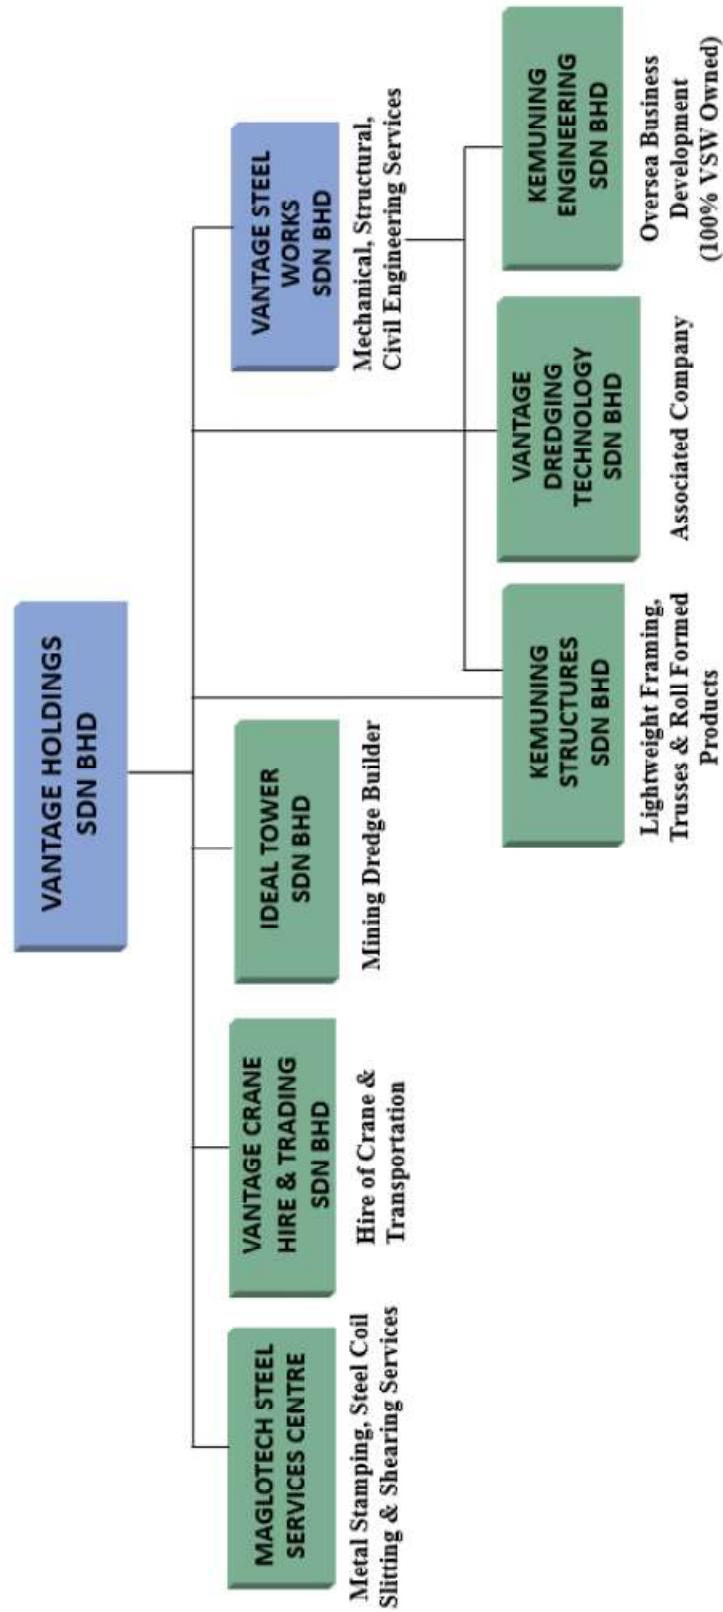 VANTAGE HOLDINGS
SDN BHD
MAGLOTECH STEEL
SERVICES CENTRE
Metal Stamping, Steel Coil
Slitting & Shearing Services
VANTAGE CRANE
HIRE & TRADING
SDN BHD
Hire of Crane &
Transportation
IDEAL TOWER
SDN BHD
Mining Dredge Builder
VANTAGE STEEL
WORKS
SDN BHD
Mechanical, Structural,
Civil Engineering Services
KEMUNING
STRUCTURES
SDN BHD
Lightweight Framing,
Trusses & Roll Formed
Products
VANTAGE
DREDGING
TECHNOLOGY
SDN BHD
Associated Company
KEMUNING
ENGINEERING
SDN BHD
Oversea Business
Development
(100% VSW Owned)